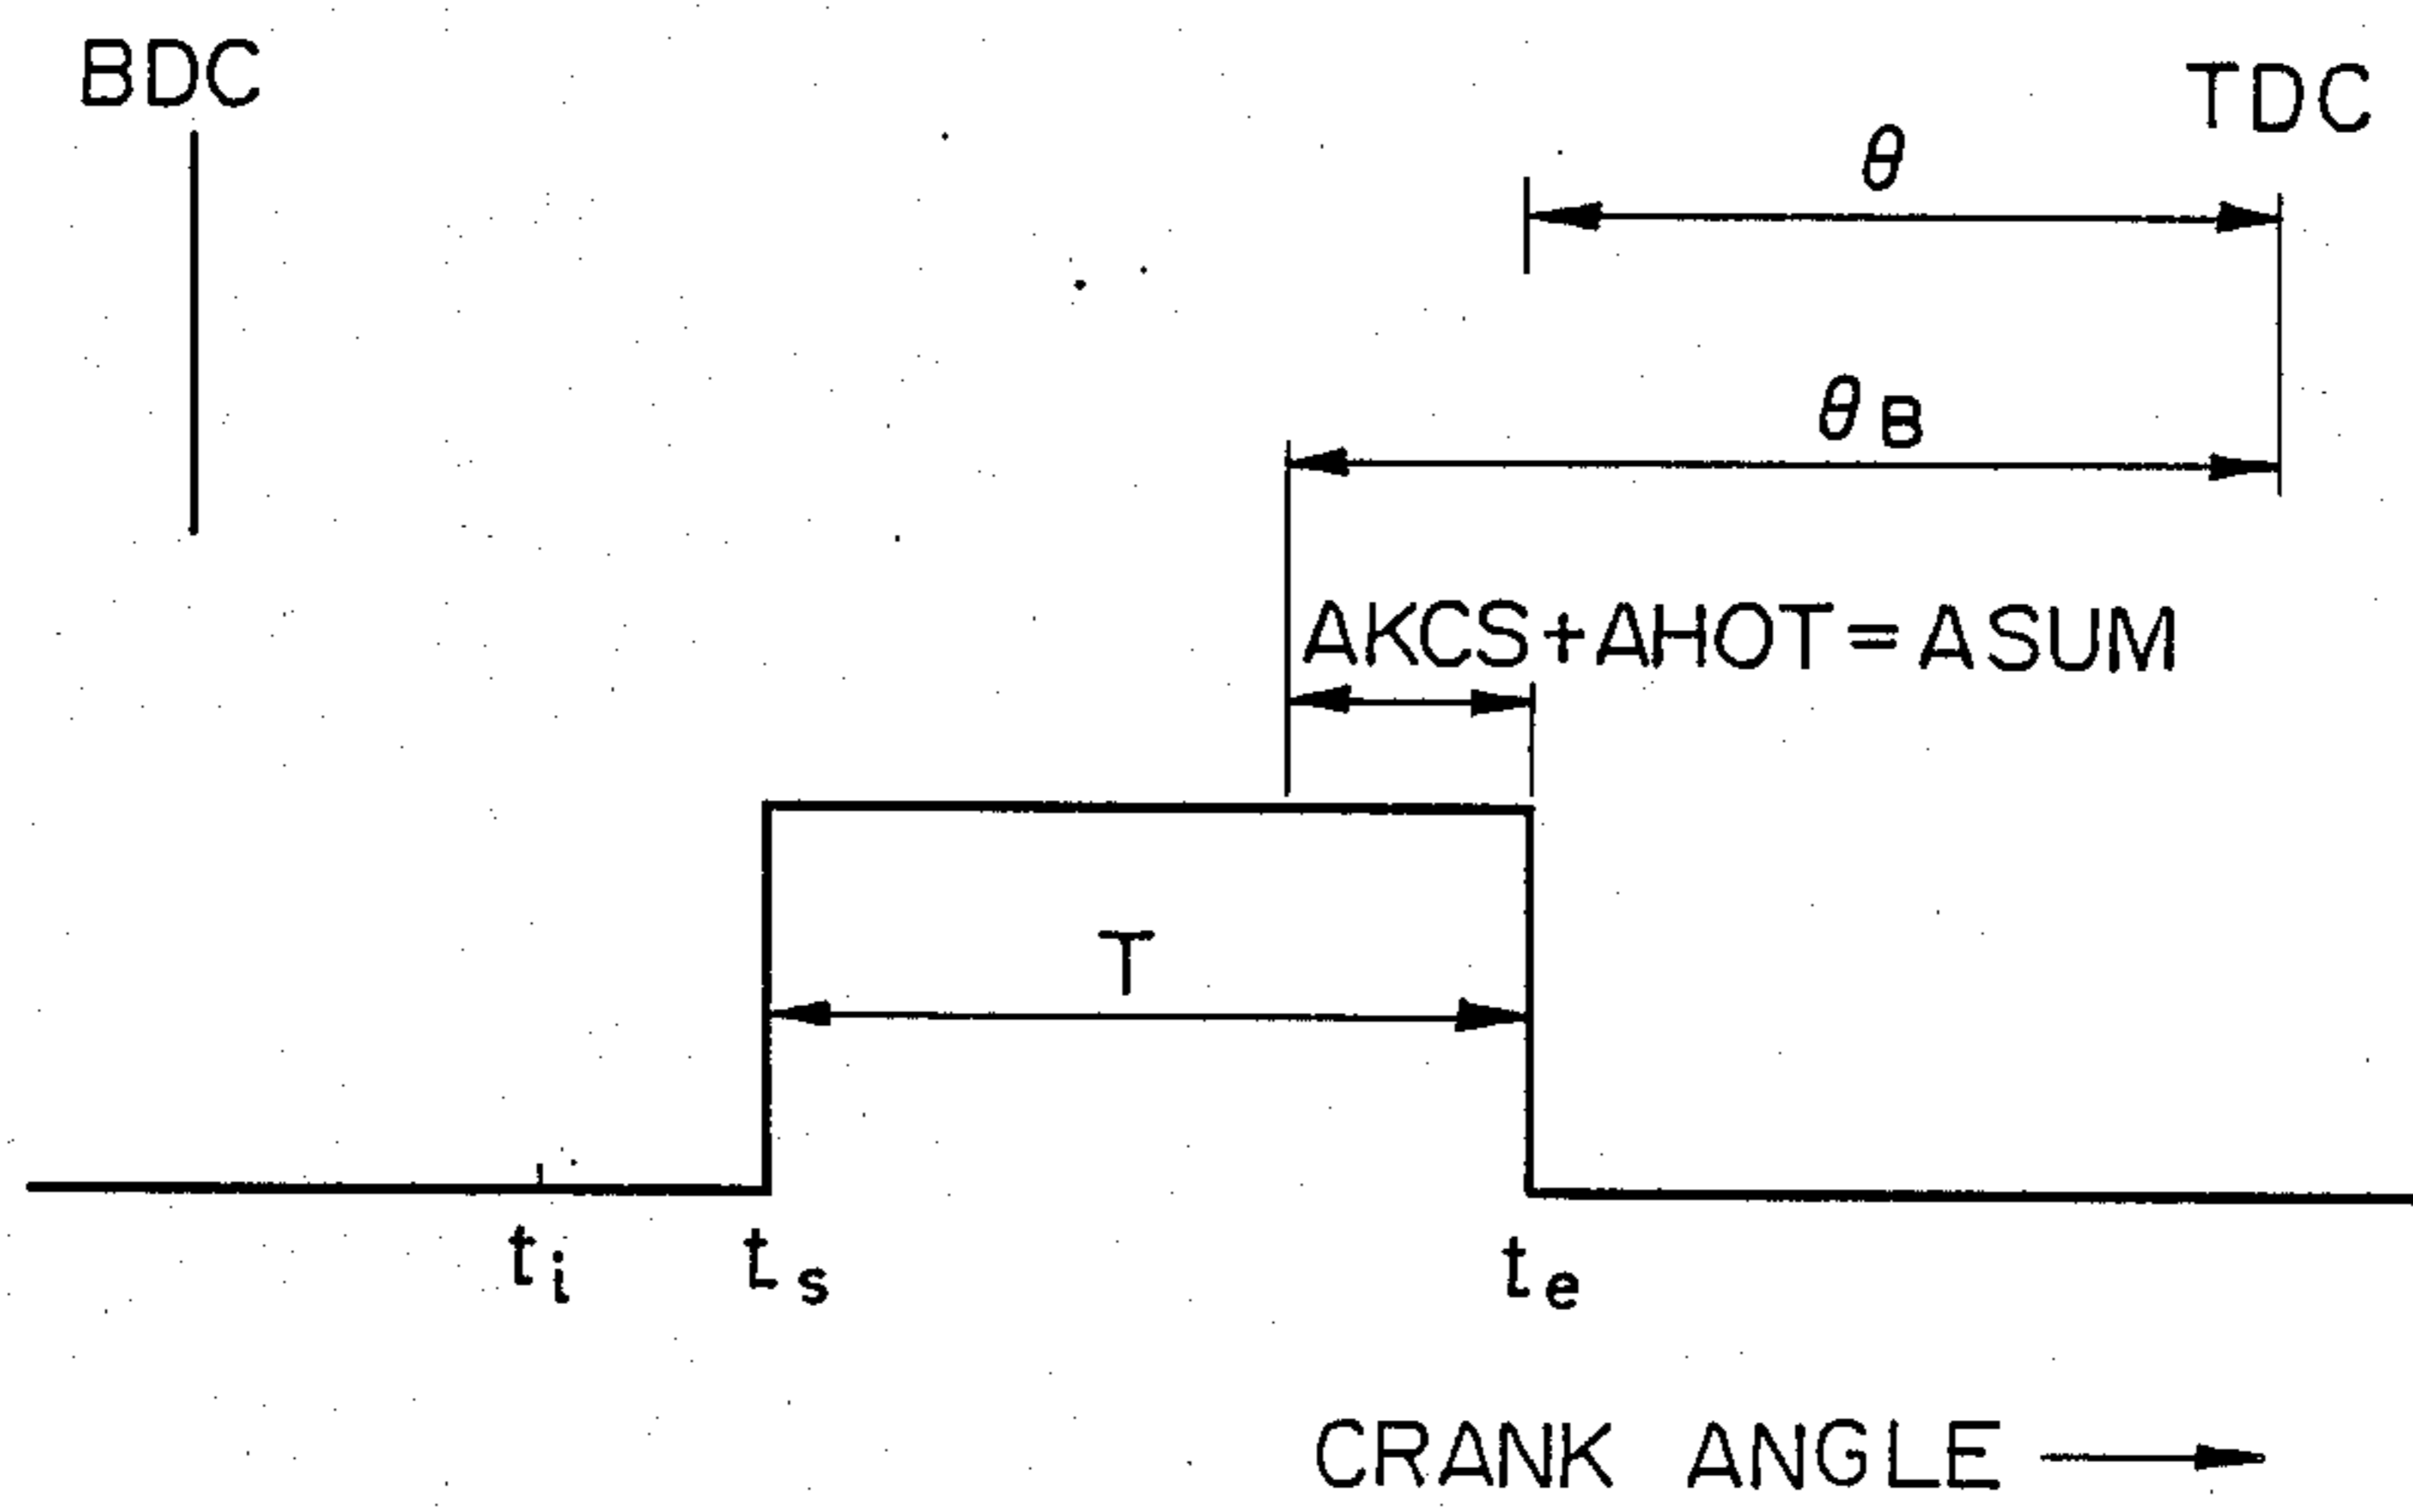 BDC
TDC
θ
θB
AKCS+AHOT=ASUM
T
ti ts te
CRANK ANGLE